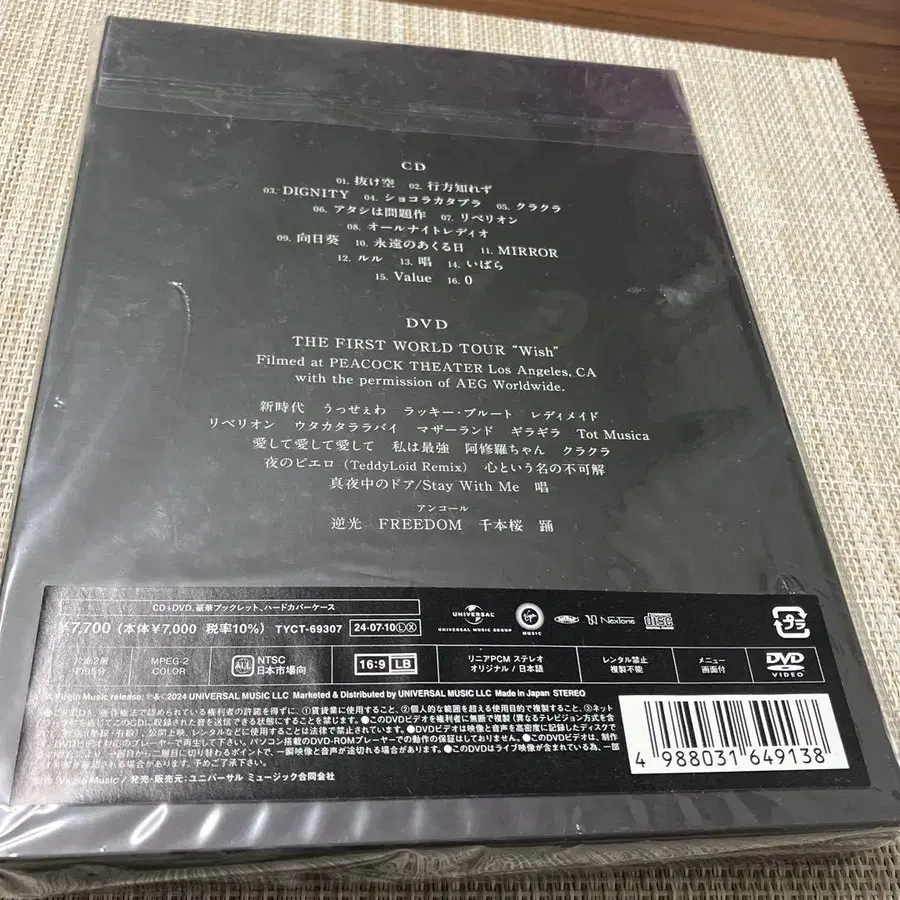 CD
01. 抜け空 02. 行方知れず
03. DIGNITY 04. ショコラカタブラ 05. クラクラ
06. アタシは問題作 07. リベリオン
08. オールナイトレディオ
09. 向日葵 10. 永遠のあくる日 11. MIRROR
12. ルル 13. 唱 14. いばら
15. Value 16. 0
DVD
THE FIRST WORLD TOUR "Wish"
Filmed at PEACOCK THEATER Los Angeles, CA
with the permission of AEG Worldwide.
新時代 うっせぇわ ラッキー・ブルート レディメイド
リベリオン ウタカタララバイ マザーランド ギラギラ Tot Musica
愛して愛して愛して 私は最強 阿修羅ちゃん クラクラ
夜のピエロ (TeddyLoid Remix) 心という名の不可解
真夜中のドア/Stay With Me 唱
アンコール
逆光 FREEDOM 千本桜 踊
CD+DVD、豪華ブックレット、ハードカバーケース
¥7,700 (本体¥7,000 税率10%) TYCT-69307 24・07・10 Ⓛ Ⓧ
UNIVERSAL
UNIVERSAL MUSIC GROUP
Virgin
MUSIC
NexTone
disc
プラ
片面2層
MPEG-2
COLOR
ALL
NTSC
日本市場向
16:9 LB
リニアPCM ステレオ
オリジナル / 日本語
レンタル禁止
複製不能
メニュー
画面付
DVD
VIDEO
A Virgin Music release; ℗&© 2024 UNIVERSAL MUSIC LLC Marketed & Distributed by UNIVERSAL MUSIC LLC Made in Japan STEREO
Music / 発売・販売元:ユニバーサル ミュージック合同会社
4 988031 649138